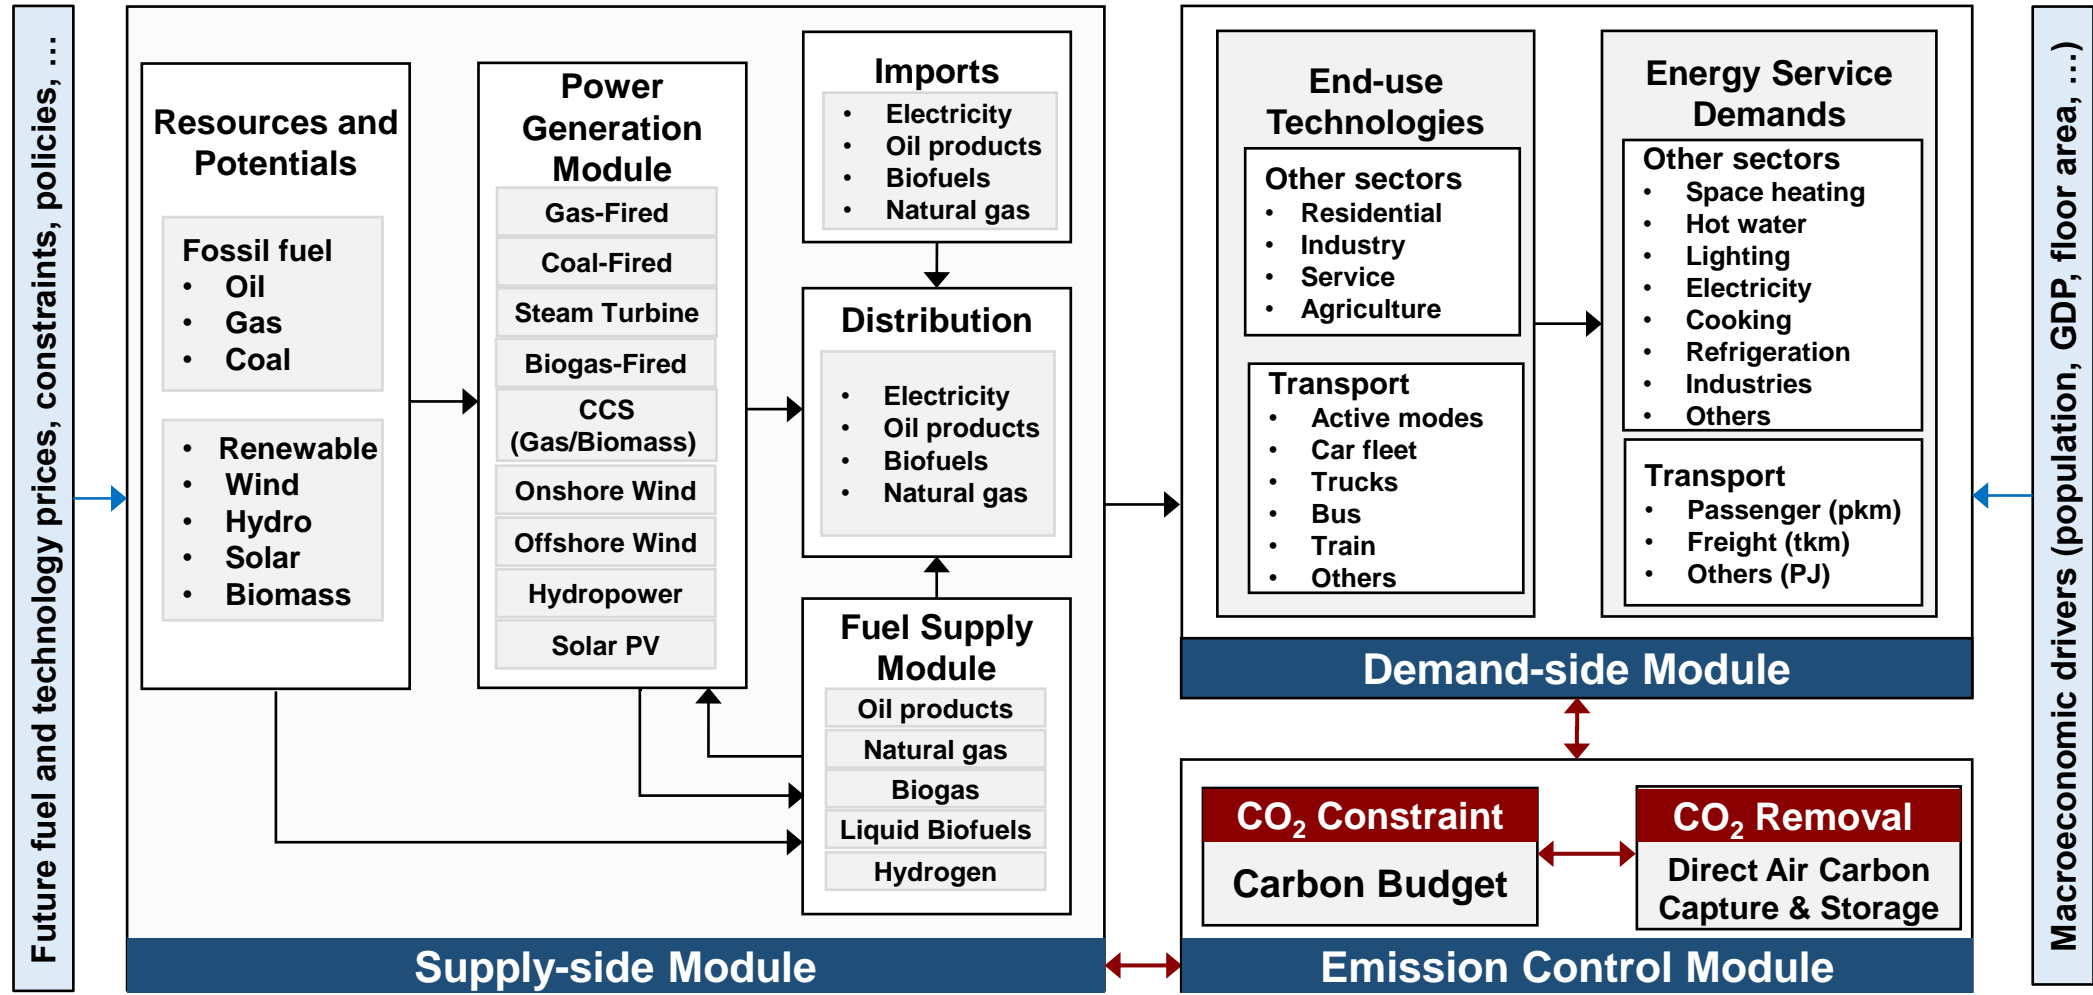 Future fuel and technology prices, constraints, policies, …
Resources and
Potentials
Fossil fuel
• Oil
• Gas
• Coal
• Renewable
• Wind
• Hydro
• Solar
• Biomass
Power
Generation
Module
Gas-Fired
Coal-Fired
Steam Turbine
Biogas-Fired
CCS
(Gas/Biomass)
Onshore Wind
Offshore Wind
Hydropower
Solar PV
Imports
• Electricity
• Oil products
• Biofuels
• Natural gas
Distribution
• Electricity
• Oil products
• Biofuels
• Natural gas
Fuel Supply
Module
Oil products
Natural gas
Biogas
Liquid Biofuels
Hydrogen
Supply-side Module
End-use
Technologies
Other sectors
• Residential
• Industry
• Service
• Agriculture
Transport
• Active modes
• Car fleet
• Trucks
• Bus
• Train
• Others
Energy Service
Demands
Other sectors
• Space heating
• Hot water
• Lighting
• Electricity
• Cooking
• Refrigeration
• Industries
• Others
Transport
• Passenger (pkm)
• Freight (tkm)
• Others (PJ)
Demand-side Module
CO₂ Constraint
Carbon Budget
CO₂ Removal
Direct Air Carbon
Capture & Storage
Emission Control Module
Macroeconomic drivers (population, GDP, floor area, …)